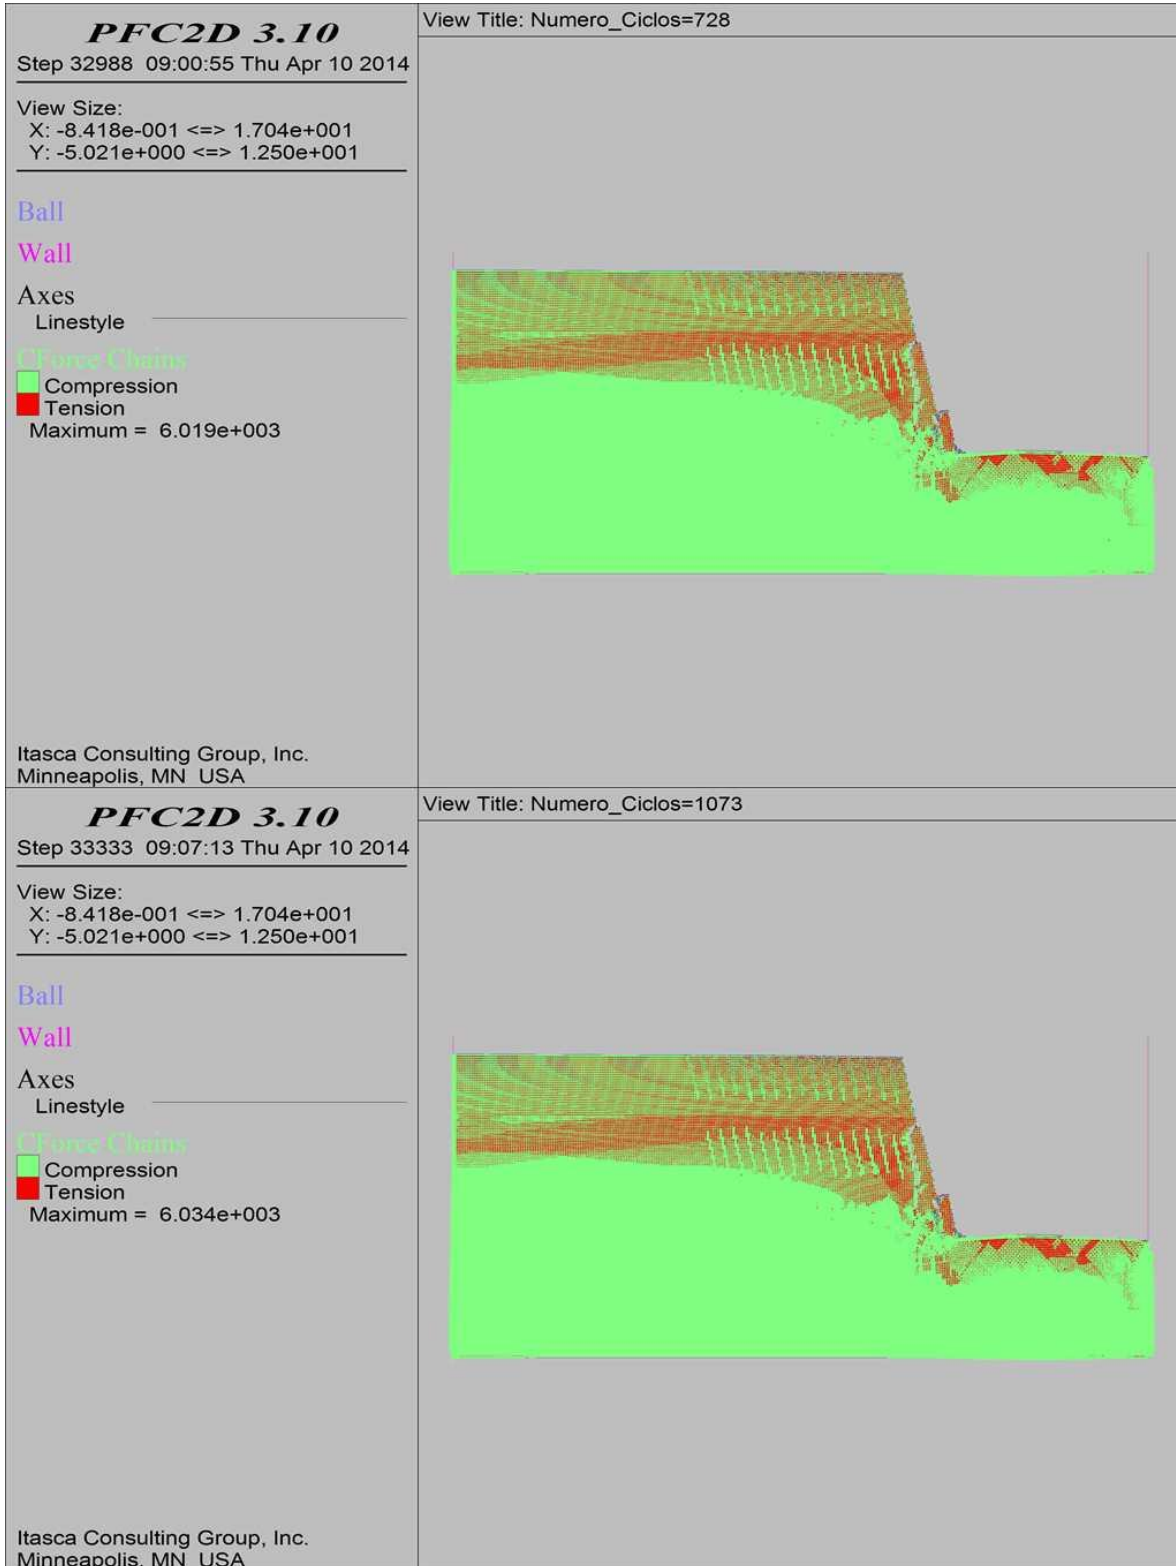 PFC2D 3.10
Step 32988 09:00:55 Thu Apr 10 2014
View Size:
X: -8.418e-001 <=> 1.704e+001
Y: -5.021e+000 <=> 1.250e+001
Ball
Wall
Axes
Linestyle
CForce Chains
Compression
Tension
Maximum = 6.019e+003
Itasca Consulting Group, Inc.
Minneapolis, MN USA
View Title: Numero_Ciclos=728
PFC2D 3.10
Step 33333 09:07:13 Thu Apr 10 2014
View Size:
X: -8.418e-001 <=> 1.704e+001
Y: -5.021e+000 <=> 1.250e+001
Ball
Wall
Axes
Linestyle
CForce Chains
Compression
Tension
Maximum = 6.034e+003
Itasca Consulting Group, Inc.
Minneapolis, MN USA
View Title: Numero_Ciclos=1073